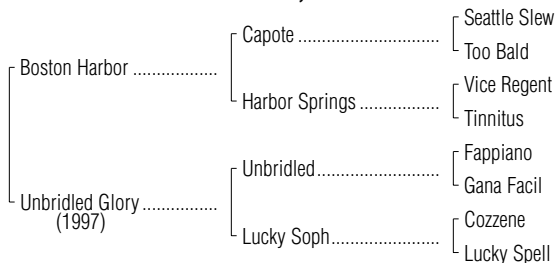 Seattle Slew
Capote ..............................
Too Bald
Boston Harbor ..................
Vice Regent
Harbor Springs .................
Tinnitus
Fappiano
Unbridled..........................
Gana Facil
Unbridled Glory ................
(1997)
Cozzene
Lucky Soph.......................
Lucky Spell